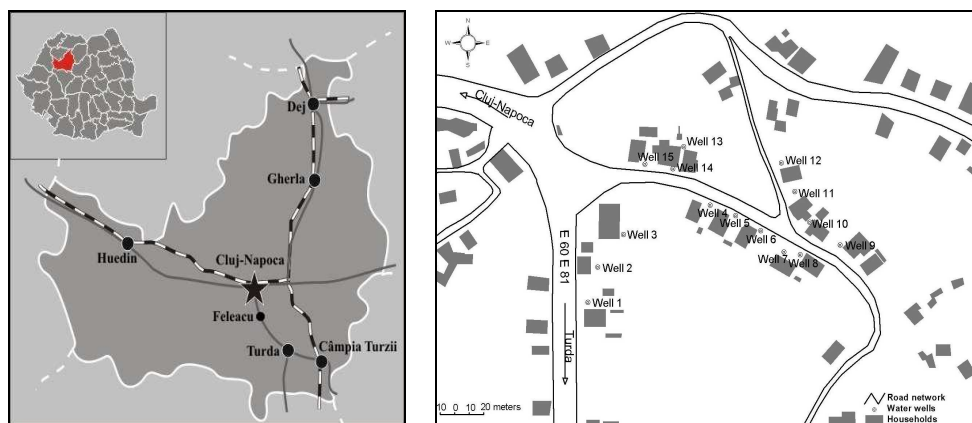 Dej
Gherla
Huedin
Cluj-Napoca
Feleacu
Turda
Câmpia Turzii
N
W E
S
Cluj-Napoca
Well 13
Well 15
Well 14
Well 12
Well 11
Well 4
Well 5
Well 10
Well 6
Well 3
Well 9
Well 7
Well 8
Well 2
Well 1
E 60 E 81
Turda
10 0 10 20 meters
Road network
Water wells
Households